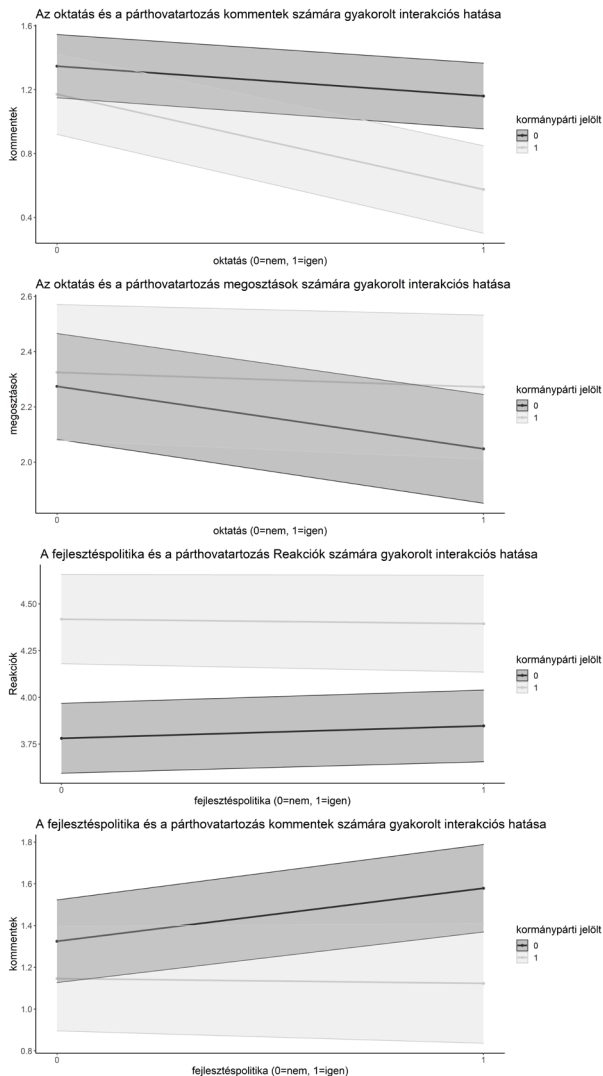 Az oktatás és a párthovatartozás kommentek számára gyakorolt interakciós hatása
1.6
1.2
0.8
0.4
kommentek
0
1
oktatás (0=nem, 1=igen)
kormánypárti jelölt
0
1
Az oktatás és a párthovatartozás megosztások számára gyakorolt interakciós hatása
2.6
2.4
2.2
2.0
megosztások
0
1
oktatás (0=nem, 1=igen)
kormánypárti jelölt
0
1
A fejlesztéspolitika és a párthovatartozás Reakciók számára gyakorolt interakciós hatása
4.50
4.25
4.00
3.75
Reakciók
0
1
fejlesztéspolitika (0=nem, 1=igen)
kormánypárti jelölt
0
1
A fejlesztéspolitika és a párthovatartozás kommentek számára gyakorolt interakciós hatása
1.8
1.6
1.4
1.2
1.0
0.8
kommentek
0
1
fejlesztéspolitika (0=nem, 1=igen)
kormánypárti jelölt
0
1